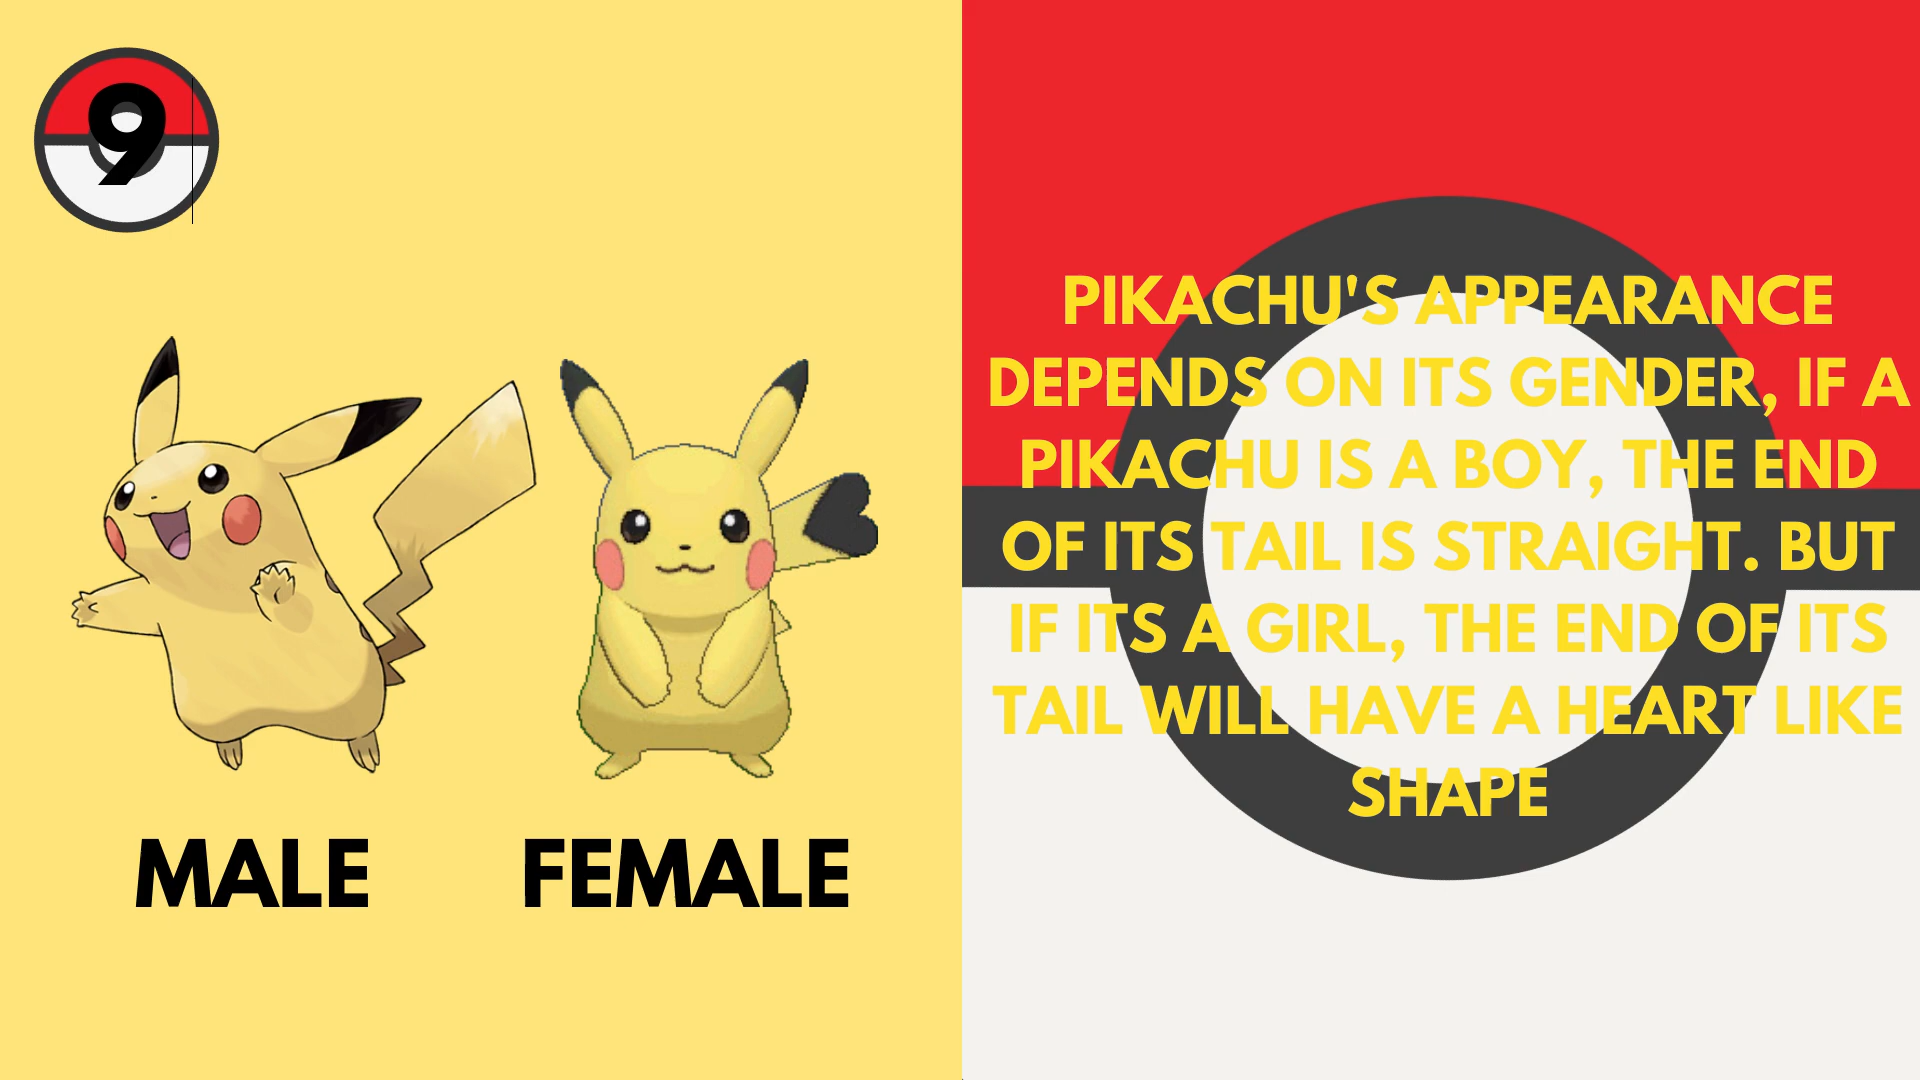 9
MALE
FEMALE
PIKACHU'S APPEARANCE
DEPENDS ON ITS GENDER, IF A
PIKACHU IS A BOY, THE END
OF ITS TAIL IS STRAIGHT. BUT
IF ITS A GIRL, THE END OF ITS
TAIL WILL HAVE A HEART LIKE
SHAPE